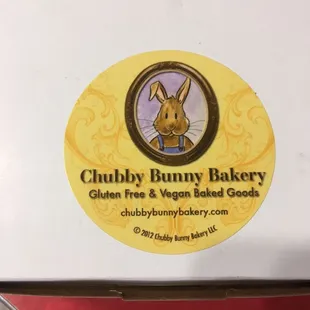 Chubby Bunny Bakery
Gluten Free & Vegan Baked Goods
chubbybunnybakery.com
© 2012 Chubby Bunny Bakery LLC